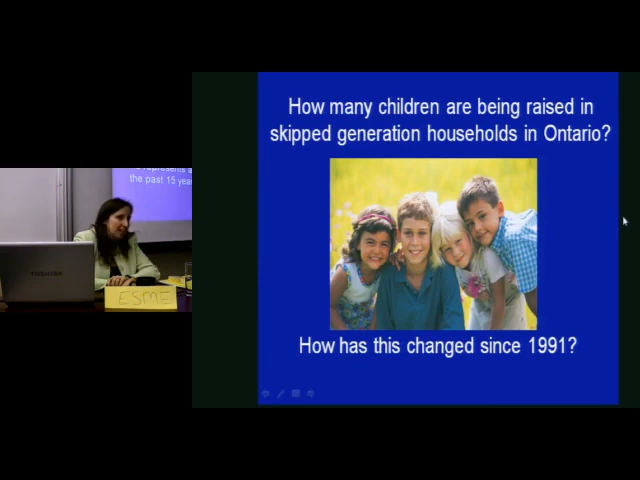 How many children are being raised in
skipped generation households in Ontario?
How has this changed since 1991?
represents a
the past 15 yea
TOSHIBA
ESME